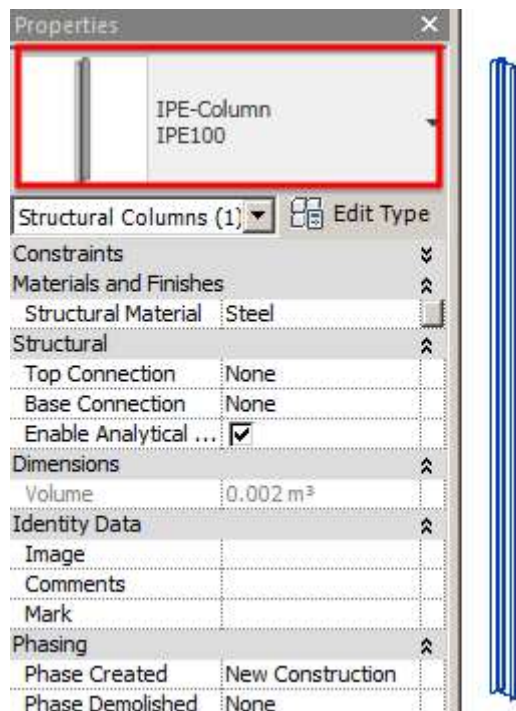 Properties
IPE-Column
IPE100
Structural Columns (1) Edit Type
Constraints
Materials and Finishes
Structural Material Steel
Structural
Top Connection None
Base Connection None
Enable Analytical ...
Dimensions
Volume 0.002 m³
Identity Data
Image
Comments
Mark
Phasing
Phase Created New Construction
Phase Demolished None